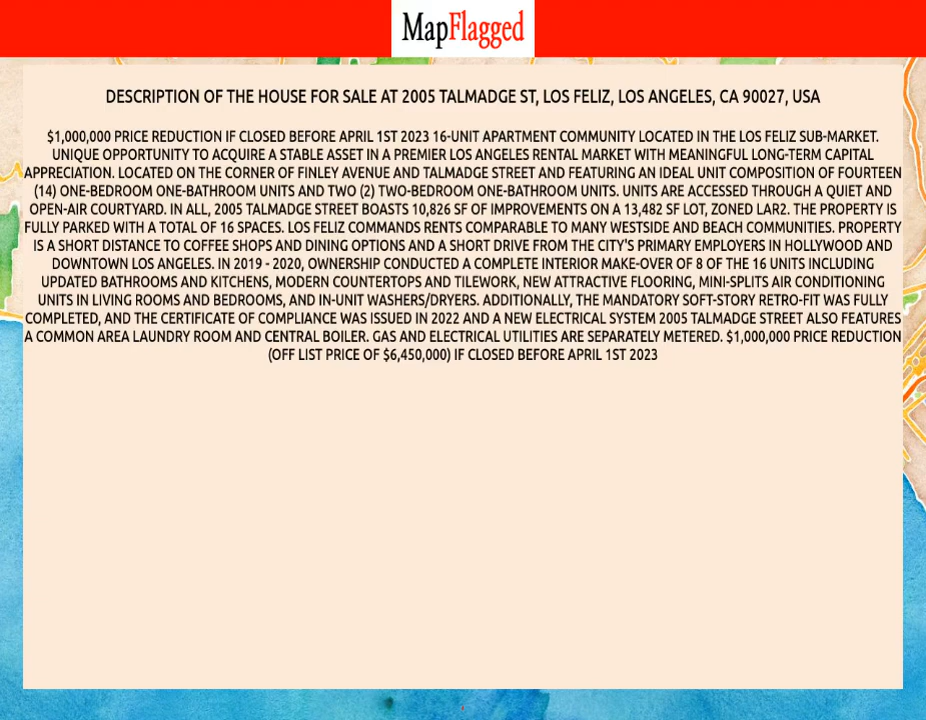 MapFlagged
DESCRIPTION OF THE HOUSE FOR SALE AT 2005 TALMADGE ST, LOS FELIZ, LOS ANGELES, CA 90027, USA
$1,000,000 PRICE REDUCTION IF CLOSED BEFORE APRIL 1ST 2023 16-UNIT APARTMENT COMMUNITY LOCATED IN THE LOS FELIZ SUB-MARKET.
UNIQUE OPPORTUNITY TO ACQUIRE A STABLE ASSET IN A PREMIER LOS ANGELES RENTAL MARKET WITH MEANINGFUL LONG-TERM CAPITAL
APPRECIATION. LOCATED ON THE CORNER OF FINLEY AVENUE AND TALMADGE STREET AND FEATURING AN IDEAL UNIT COMPOSITION OF FOURTEEN
(14) ONE-BEDROOM ONE-BATHROOM UNITS AND TWO (2) TWO-BEDROOM ONE-BATHROOM UNITS. UNITS ARE ACCESSED THROUGH A QUIET AND
OPEN-AIR COURTYARD. IN ALL, 2005 TALMADGE STREET BOASTS 10,826 SF OF IMPROVEMENTS ON A 13,482 SF LOT, ZONED LAR2. THE PROPERTY IS
FULLY PARKED WITH A TOTAL OF 16 SPACES. LOS FELIZ COMMANDS RENTS COMPARABLE TO MANY WESTSIDE AND BEACH COMMUNITIES. PROPERTY
IS A SHORT DISTANCE TO COFFEE SHOPS AND DINING OPTIONS AND A SHORT DRIVE FROM THE CITY'S PRIMARY EMPLOYERS IN HOLLYWOOD AND
DOWNTOWN LOS ANGELES. IN 2019 - 2020, OWNERSHIP CONDUCTED A COMPLETE INTERIOR MAKE-OVER OF 8 OF THE 16 UNITS INCLUDING
UPDATED BATHROOMS AND KITCHENS, MODERN COUNTERTOPS AND TILEWORK, NEW ATTRACTIVE FLOORING, MINI-SPLITS AIR CONDITIONING
UNITS IN LIVING ROOMS AND BEDROOMS, AND IN-UNIT WASHERS/DRYERS. ADDITIONALLY, THE MANDATORY SOFT-STORY RETRO-FIT WAS FULLY
COMPLETED, AND THE CERTIFICATE OF COMPLIANCE WAS ISSUED IN 2022 AND A NEW ELECTRICAL SYSTEM 2005 TALMADGE STREET ALSO FEATURES
A COMMON AREA LAUNDRY ROOM AND CENTRAL BOILER. GAS AND ELECTRICAL UTILITIES ARE SEPARATELY METERED. $1,000,000 PRICE REDUCTION
(OFF LIST PRICE OF $6,450,000) IF CLOSED BEFORE APRIL 1ST 2023